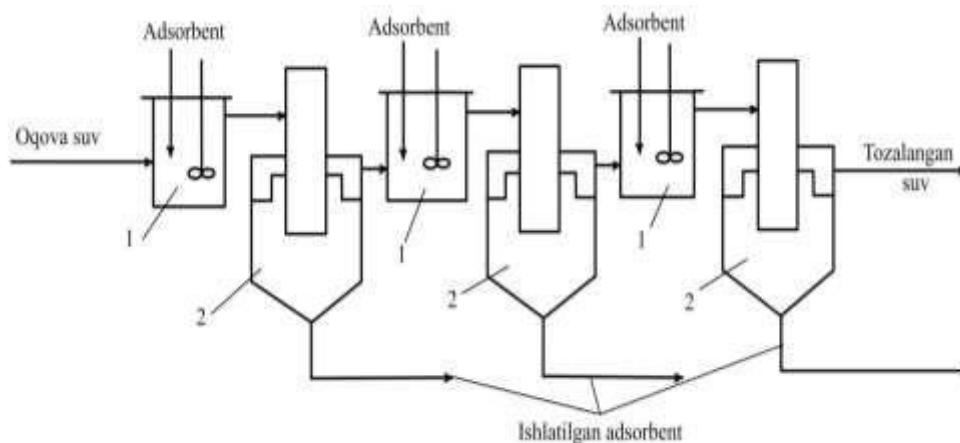 Adsorbent
Adsorbent
Adsorbent
Oqova suv
Tozalangan
suv
1
1
1
2
2
2
Ishlatilgan adsorbent